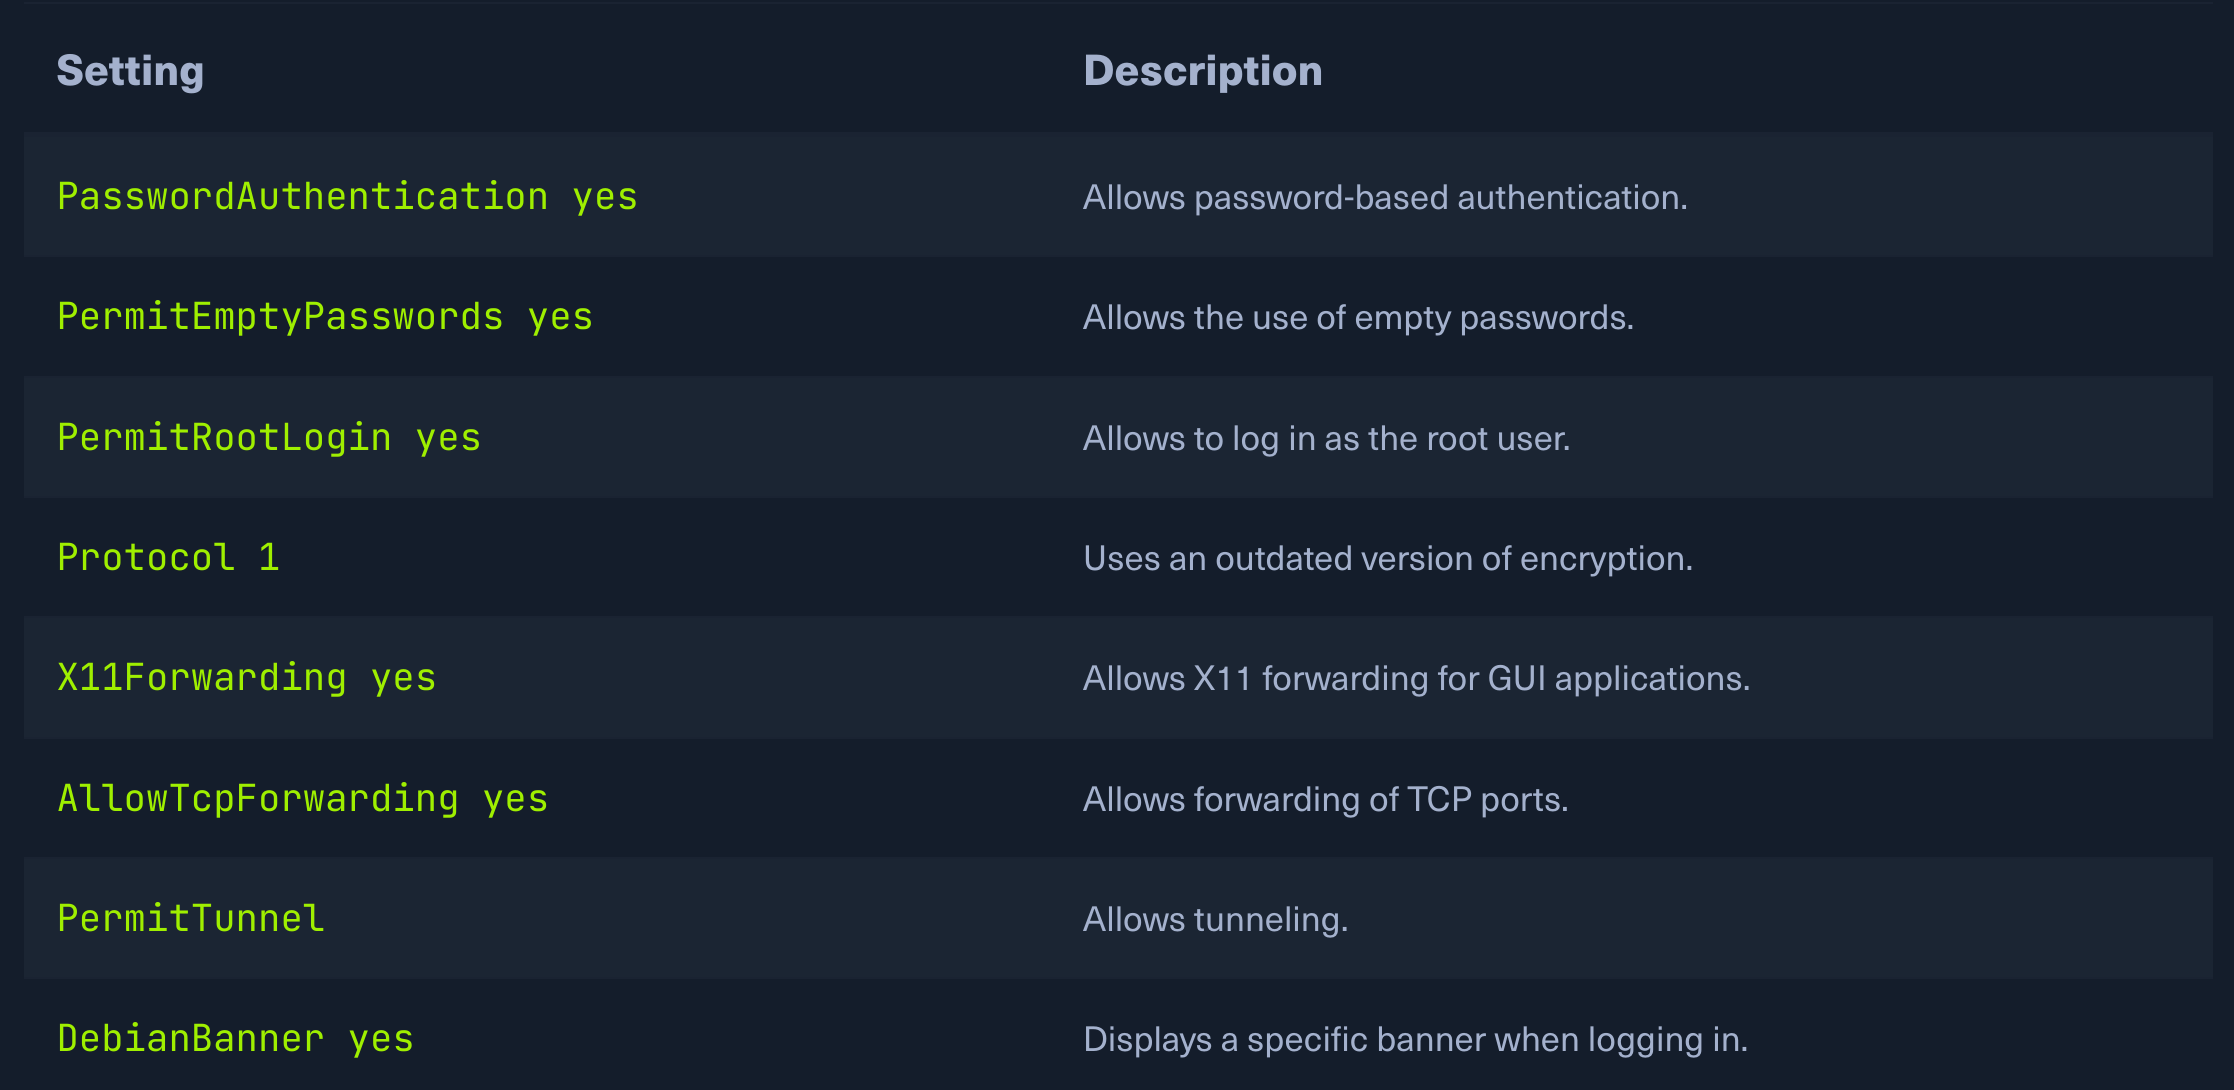 Setting Description
PasswordAuthentication yes Allows password-based authentication.
PermitEmptyPasswords yes Allows the use of empty passwords.
PermitRootLogin yes Allows to log in as the root user.
Protocol 1 Uses an outdated version of encryption.
X11Forwarding yes Allows X11 forwarding for GUI applications.
AllowTcpForwarding yes Allows forwarding of TCP ports.
PermitTunnel Allows tunneling.
DebianBanner yes Displays a specific banner when logging in.